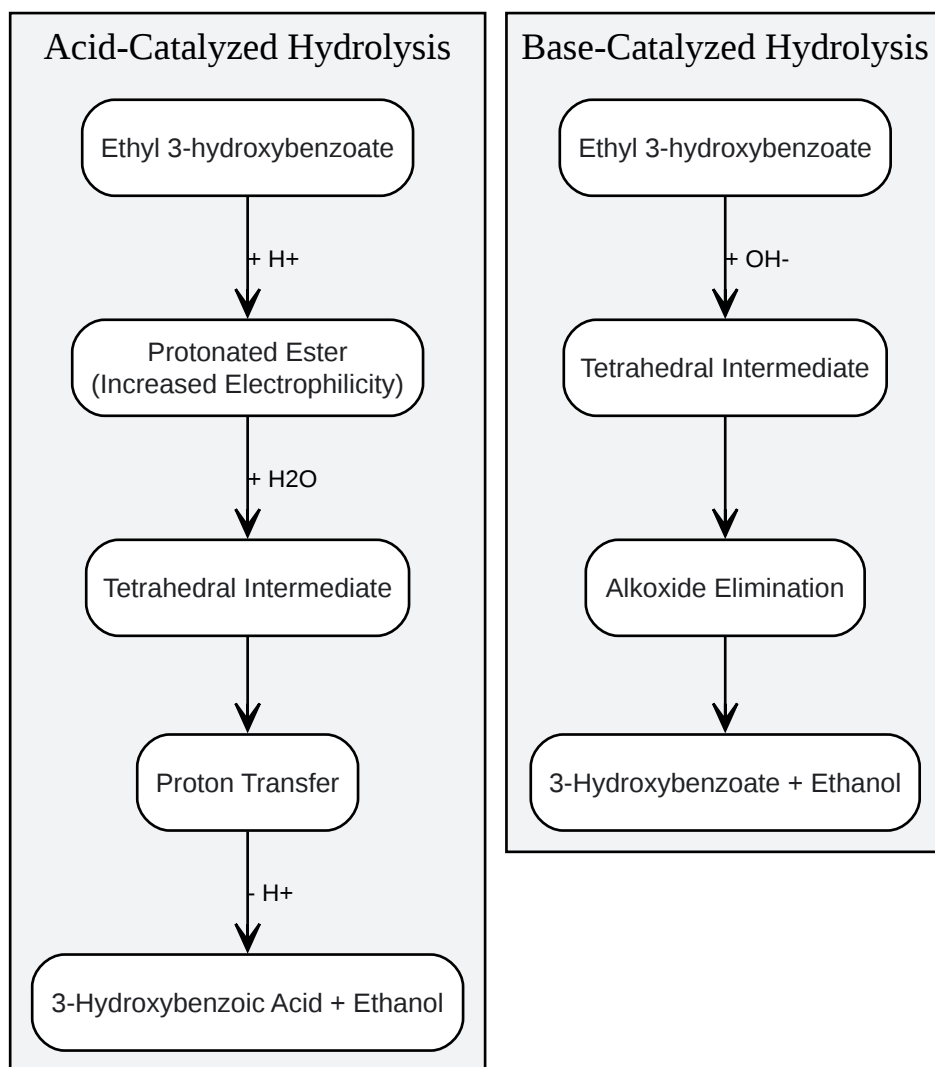 Acid-Catalyzed Hydrolysis
Ethyl 3-hydroxybenzoate
+ H+
Protonated Ester
(Increased Electrophilicity)
+ H2O
Tetrahedral Intermediate
Proton Transfer
- H+
3-Hydroxybenzoic Acid + Ethanol
Base-Catalyzed Hydrolysis
Ethyl 3-hydroxybenzoate
+ OH-
Tetrahedral Intermediate
Alkoxide Elimination
3-Hydroxybenzoate + Ethanol